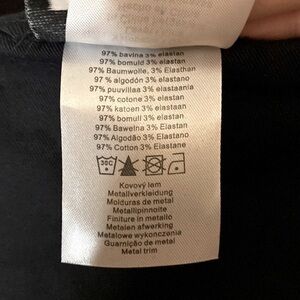 97% bavlna 3% elastan
97% bomuld 3% elastan
97% Baumwolle, 3% Elasthan
97% algodón 3% elastano
97% puuvillaa 3% elastaania
97% cotone 3% elastan
97% katoen 3% elastaan
97% bomull 3% elastan
97% Bawełna 3% Elastan
97% Algodão 3% Elastano
97% Cotton 3% Elastane
30C
Kovový lem
Metallverkleidung
Molduras de metal
Metallipinnoite
Finiture in metallo
Metalen afwerking
Metalowe wykończenia
Guarnição de metal
Metal trim